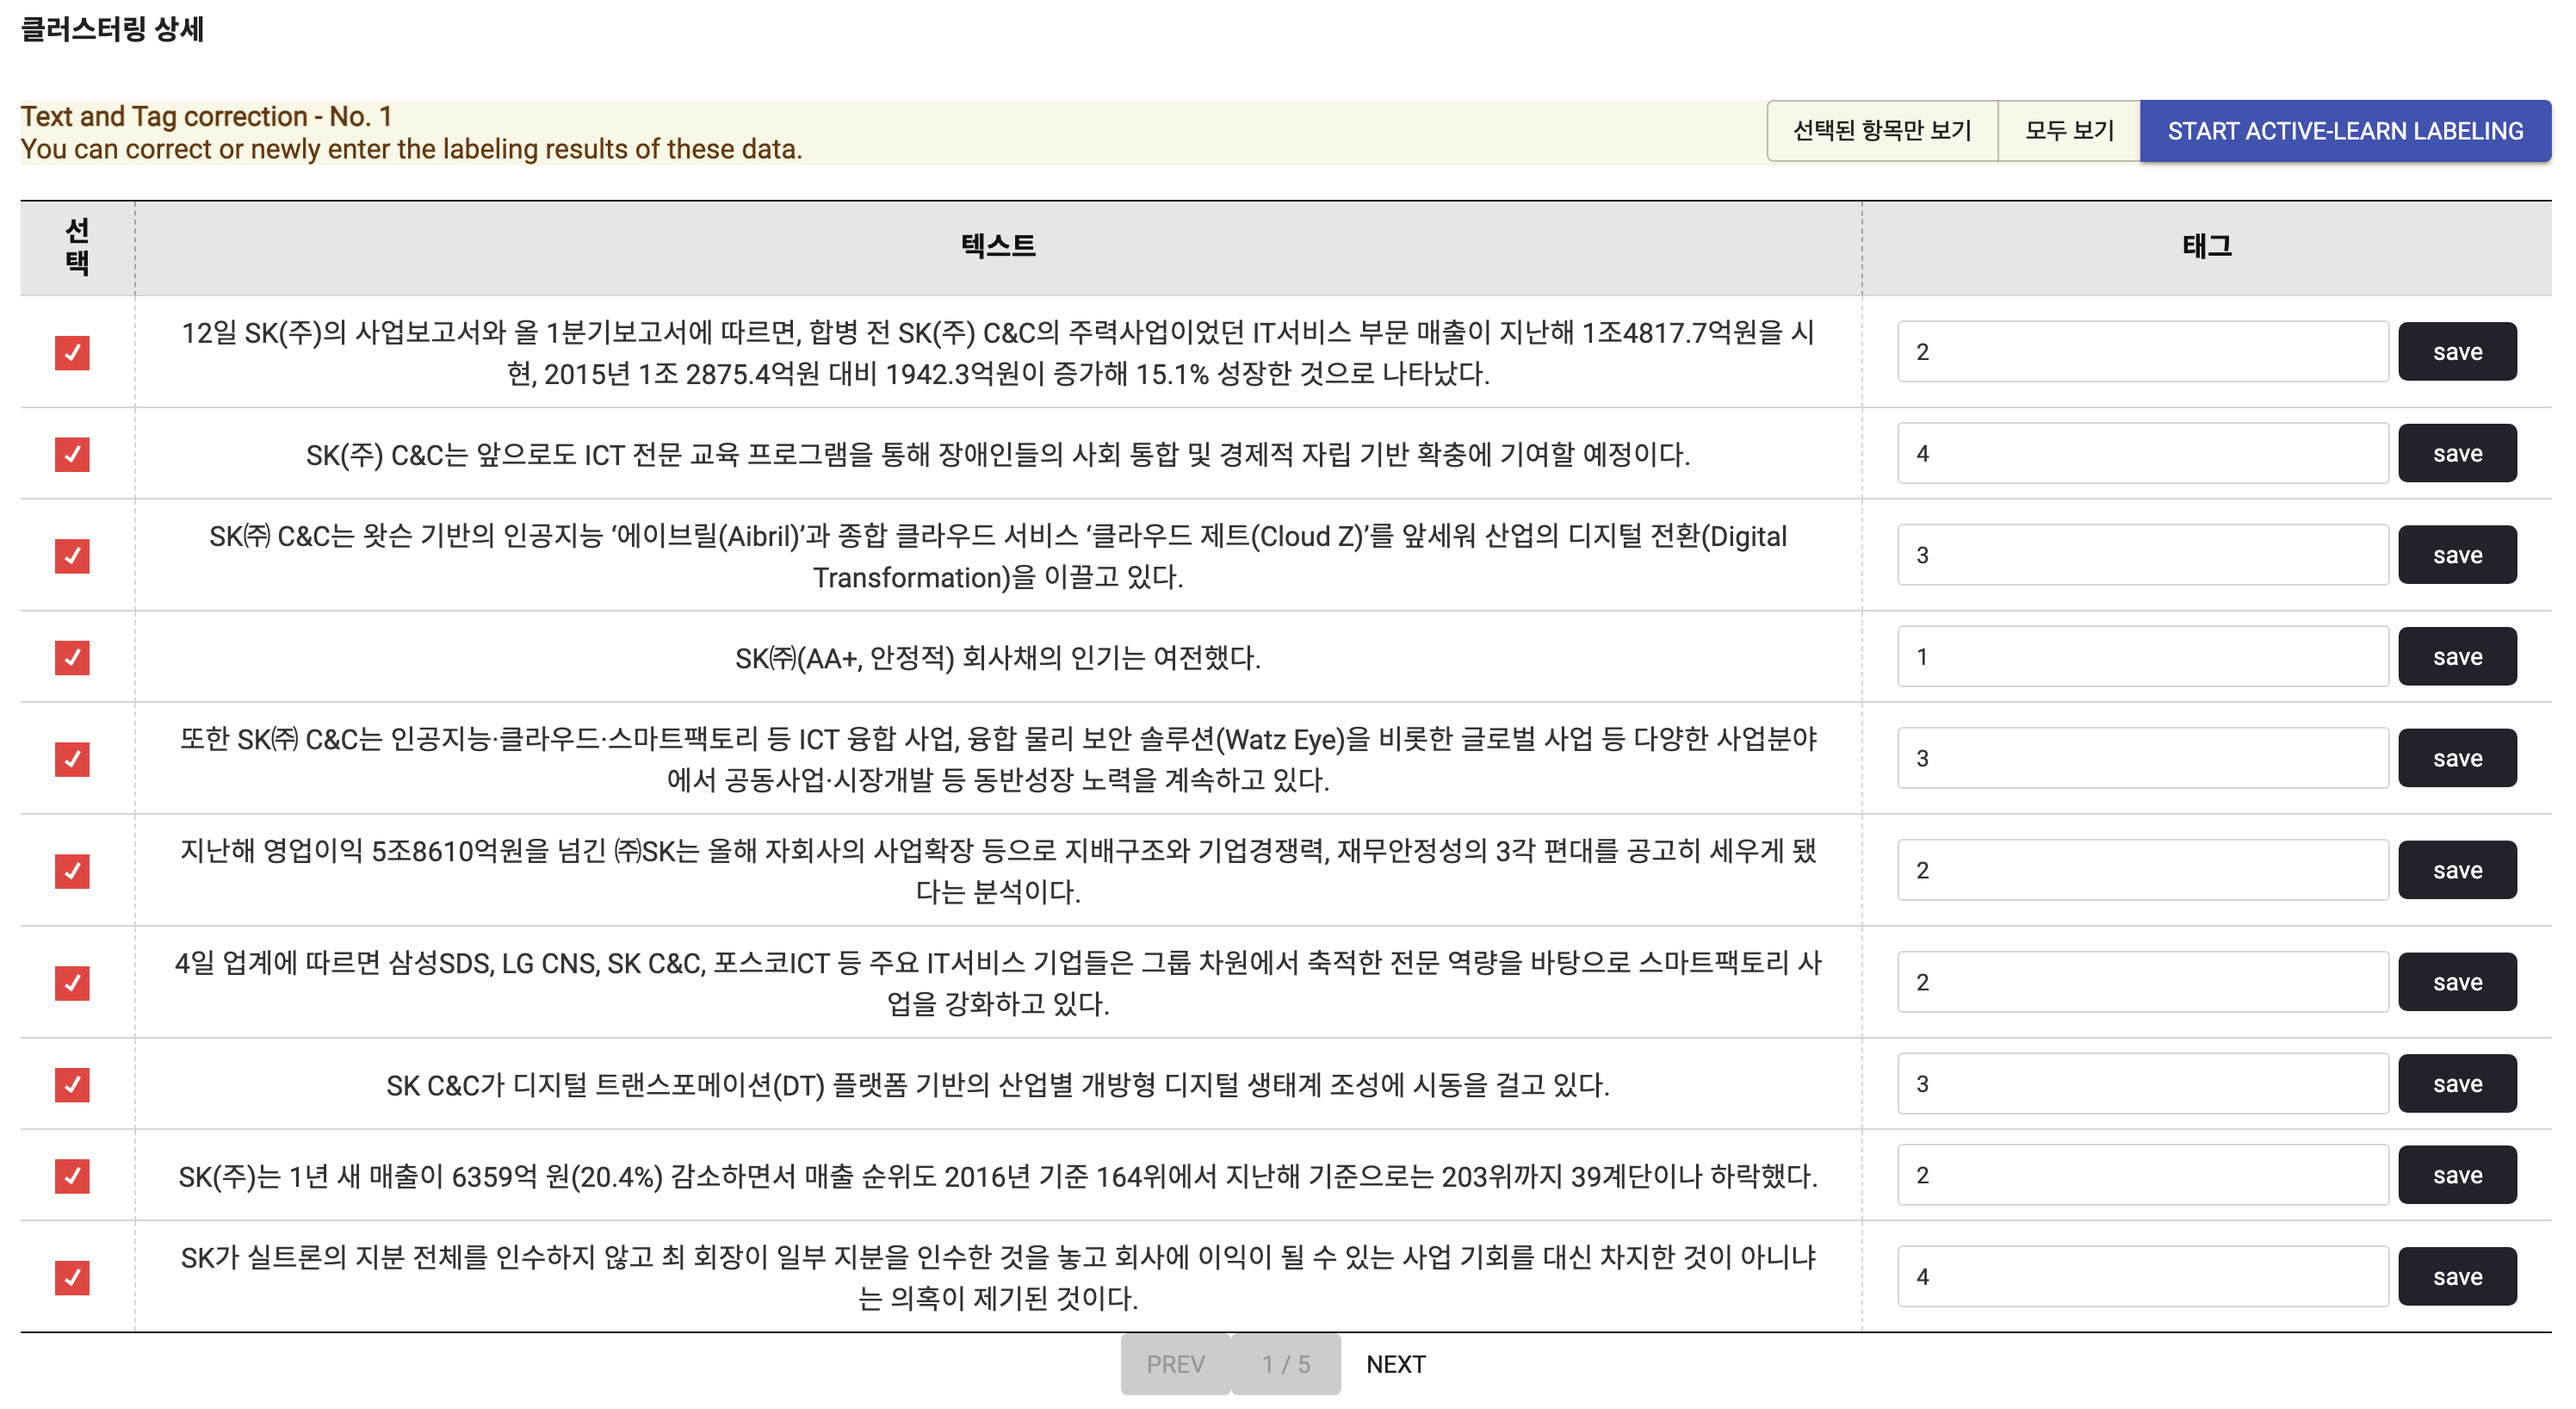 클러스터링 상세
Text and Tag correction - No. 1
You can correct or newly enter the labeling results of these data.
선택된 항목만 보기
모두 보기
START ACTIVE-LEARN LABELING
선
택
텍스트
태그
12일 SK(주)의 사업보고서와 올 1분기보고서에 따르면, 합병 전 SK(주) C&C의 주력사업이었던 IT서비스 부문 매출이 지난해 1조4817.7억원을 시
현, 2015년 1조 2875.4억원 대비 1942.3억원이 증가해 15.1% 성장한 것으로 나타났다.
2
save
SK(주) C&C는 앞으로도 ICT 전문 교육 프로그램을 통해 장애인들의 사회 통합 및 경제적 자립 기반 확충에 기여할 예정이다.
4
save
SK㈜ C&C는 왓슨 기반의 인공지능 ‘에이브릴(Aibril)’과 종합 클라우드 서비스 ‘클라우드 제트(Cloud Z)’를 앞세워 산업의 디지털 전환(Digital
Transformation)을 이끌고 있다.
3
save
SK㈜(AA+, 안정적) 회사채의 인기는 여전했다.
1
save
또한 SK㈜ C&C는 인공지능·클라우드·스마트팩토리 등 ICT 융합 사업, 융합 물리 보안 솔루션(Watz Eye)을 비롯한 글로벌 사업 등 다양한 사업분야
에서 공동사업·시장개발 등 동반성장 노력을 계속하고 있다.
3
save
지난해 영업이익 5조8610억원을 넘긴 ㈜SK는 올해 자회사의 사업확장 등으로 지배구조와 기업경쟁력, 재무안정성의 3각 편대를 공고히 세우게 됐
다는 분석이다.
2
save
4일 업계에 따르면 삼성SDS, LG CNS, SK C&C, 포스코ICT 등 주요 IT서비스 기업들은 그룹 차원에서 축적한 전문 역량을 바탕으로 스마트팩토리 사
업을 강화하고 있다.
2
save
SK C&C가 디지털 트랜스포메이션(DT) 플랫폼 기반의 산업별 개방형 디지털 생태계 조성에 시동을 걸고 있다.
3
save
SK(주)는 1년 새 매출이 6359억 원(20.4%) 감소하면서 매출 순위도 2016년 기준 164위에서 지난해 기준으로는 203위까지 39계단이나 하락했다.
2
save
SK가 실트론의 지분 전체를 인수하지 않고 최 회장이 일부 지분을 인수한 것을 놓고 회사에 이익이 될 수 있는 사업 기회를 대신 차지한 것이 아니냐
는 의혹이 제기된 것이다.
4
save
PREV
1 / 5
NEXT